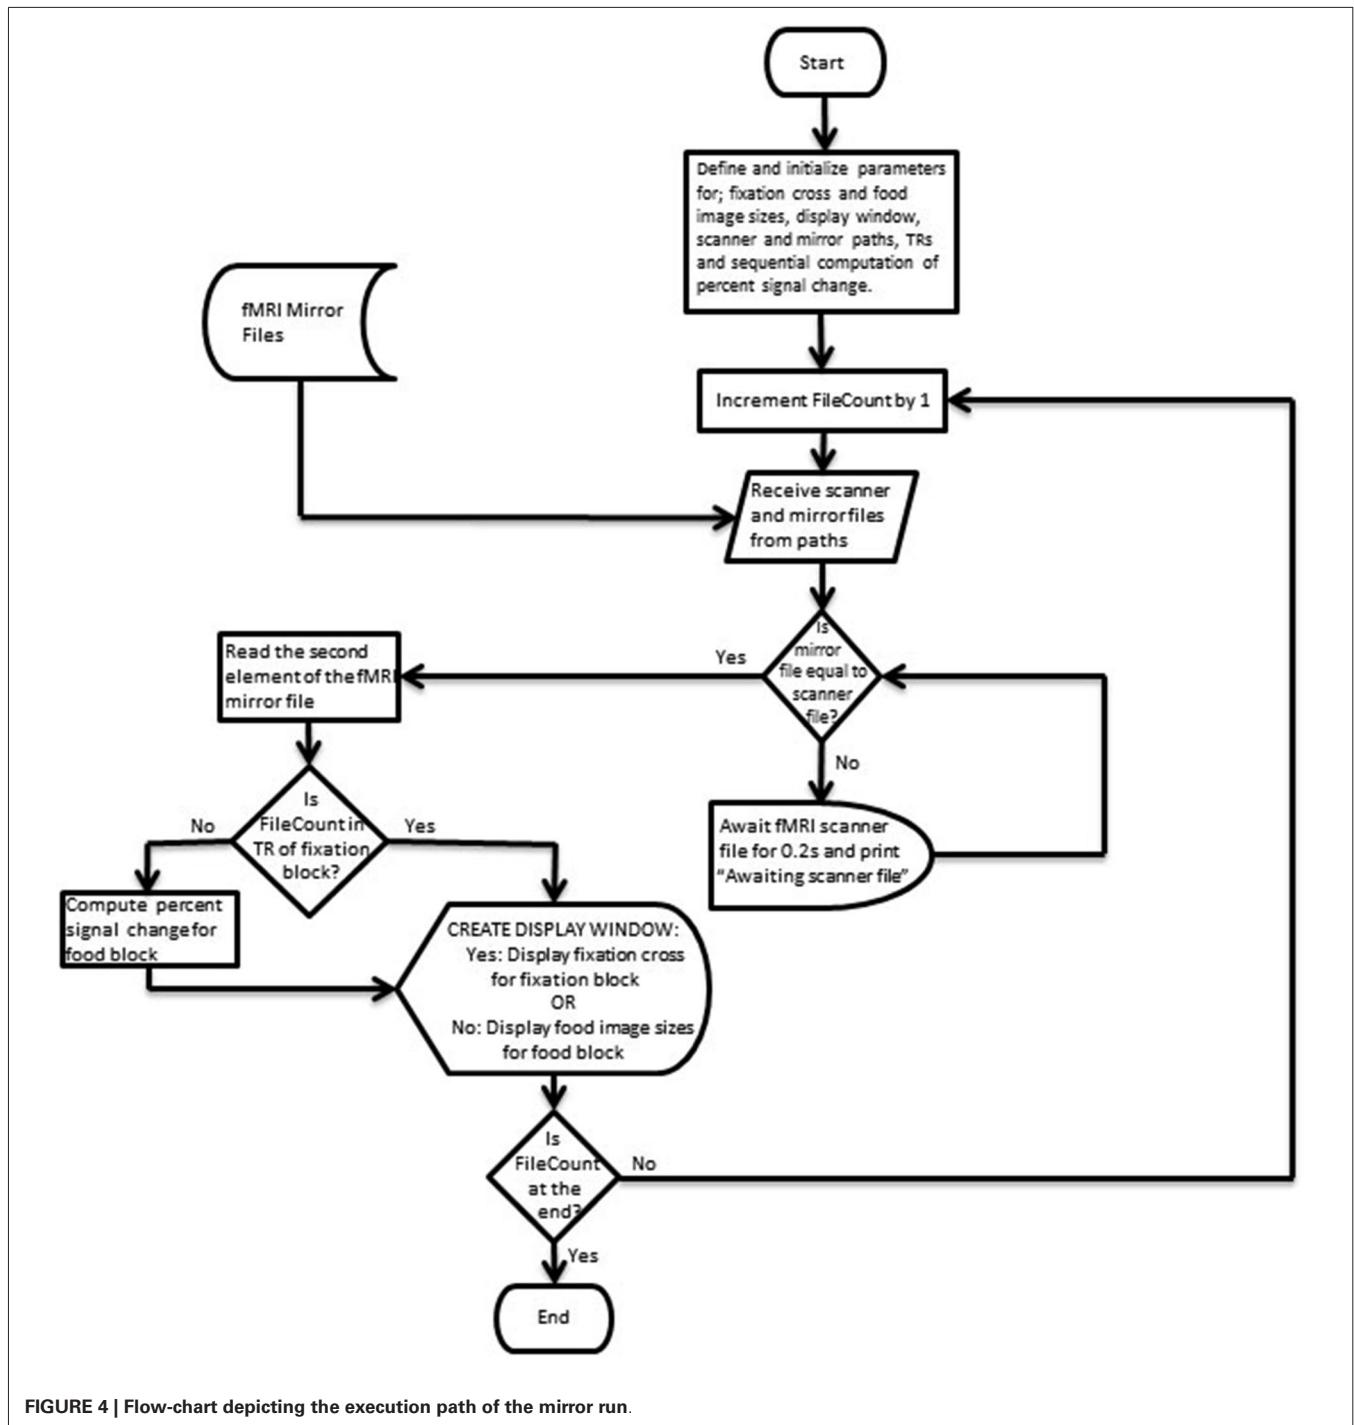 Start
Define and initialize parameters
for; fixation cross and food
image sizes, display window,
scanner and mirror paths, TRs
and sequential computation of
percent signal change.
fMRI Mirror
Files
Increment FileCount by 1
Receive scanner
and mirror files
from paths
Is
mirror
file equal to
scanner
file?
Yes
No
Read the second
element of the fMRI
mirror file
Await fMRI scanner
file for 0.2s and print
“Awaiting scanner file”
Is
FileCount in
TR of fixation
block?
No
Yes
Compute percent
signal change for
food block
CREATE DISPLAY WINDOW:
Yes: Display fixation cross
for fixation block
OR
No: Display food image sizes
for food block
Is
FileCount
at the
end?
No
Yes
End
FIGURE 4 | Flow-chart depicting the execution path of the mirror run.